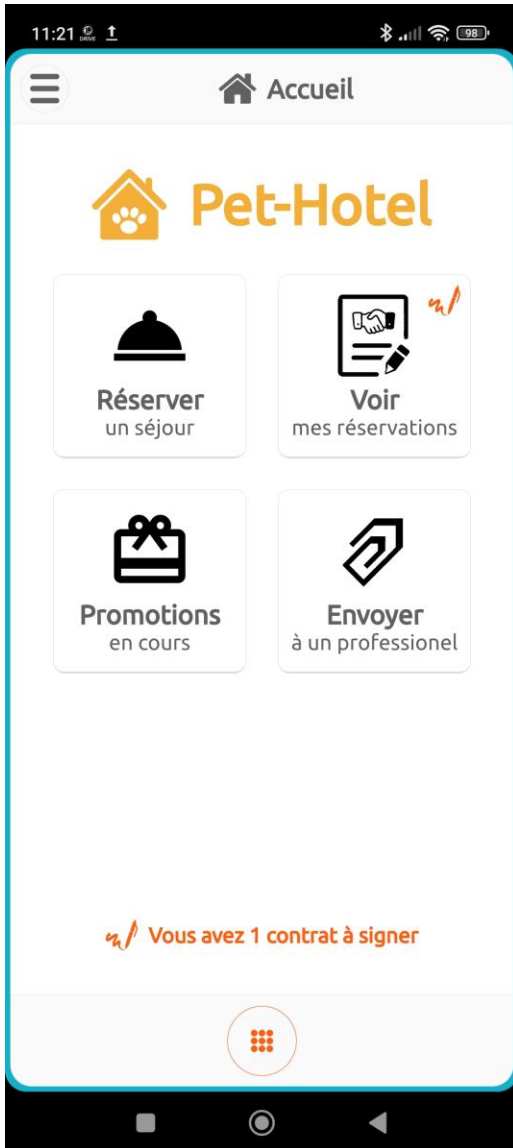 11:21 DRIVE 98
Accueil
Pet-Hotel
Réserver
un séjour
Voir
mes réservations
Promotions
en cours
Envoyer
à un professionel
Vous avez 1 contrat à signer